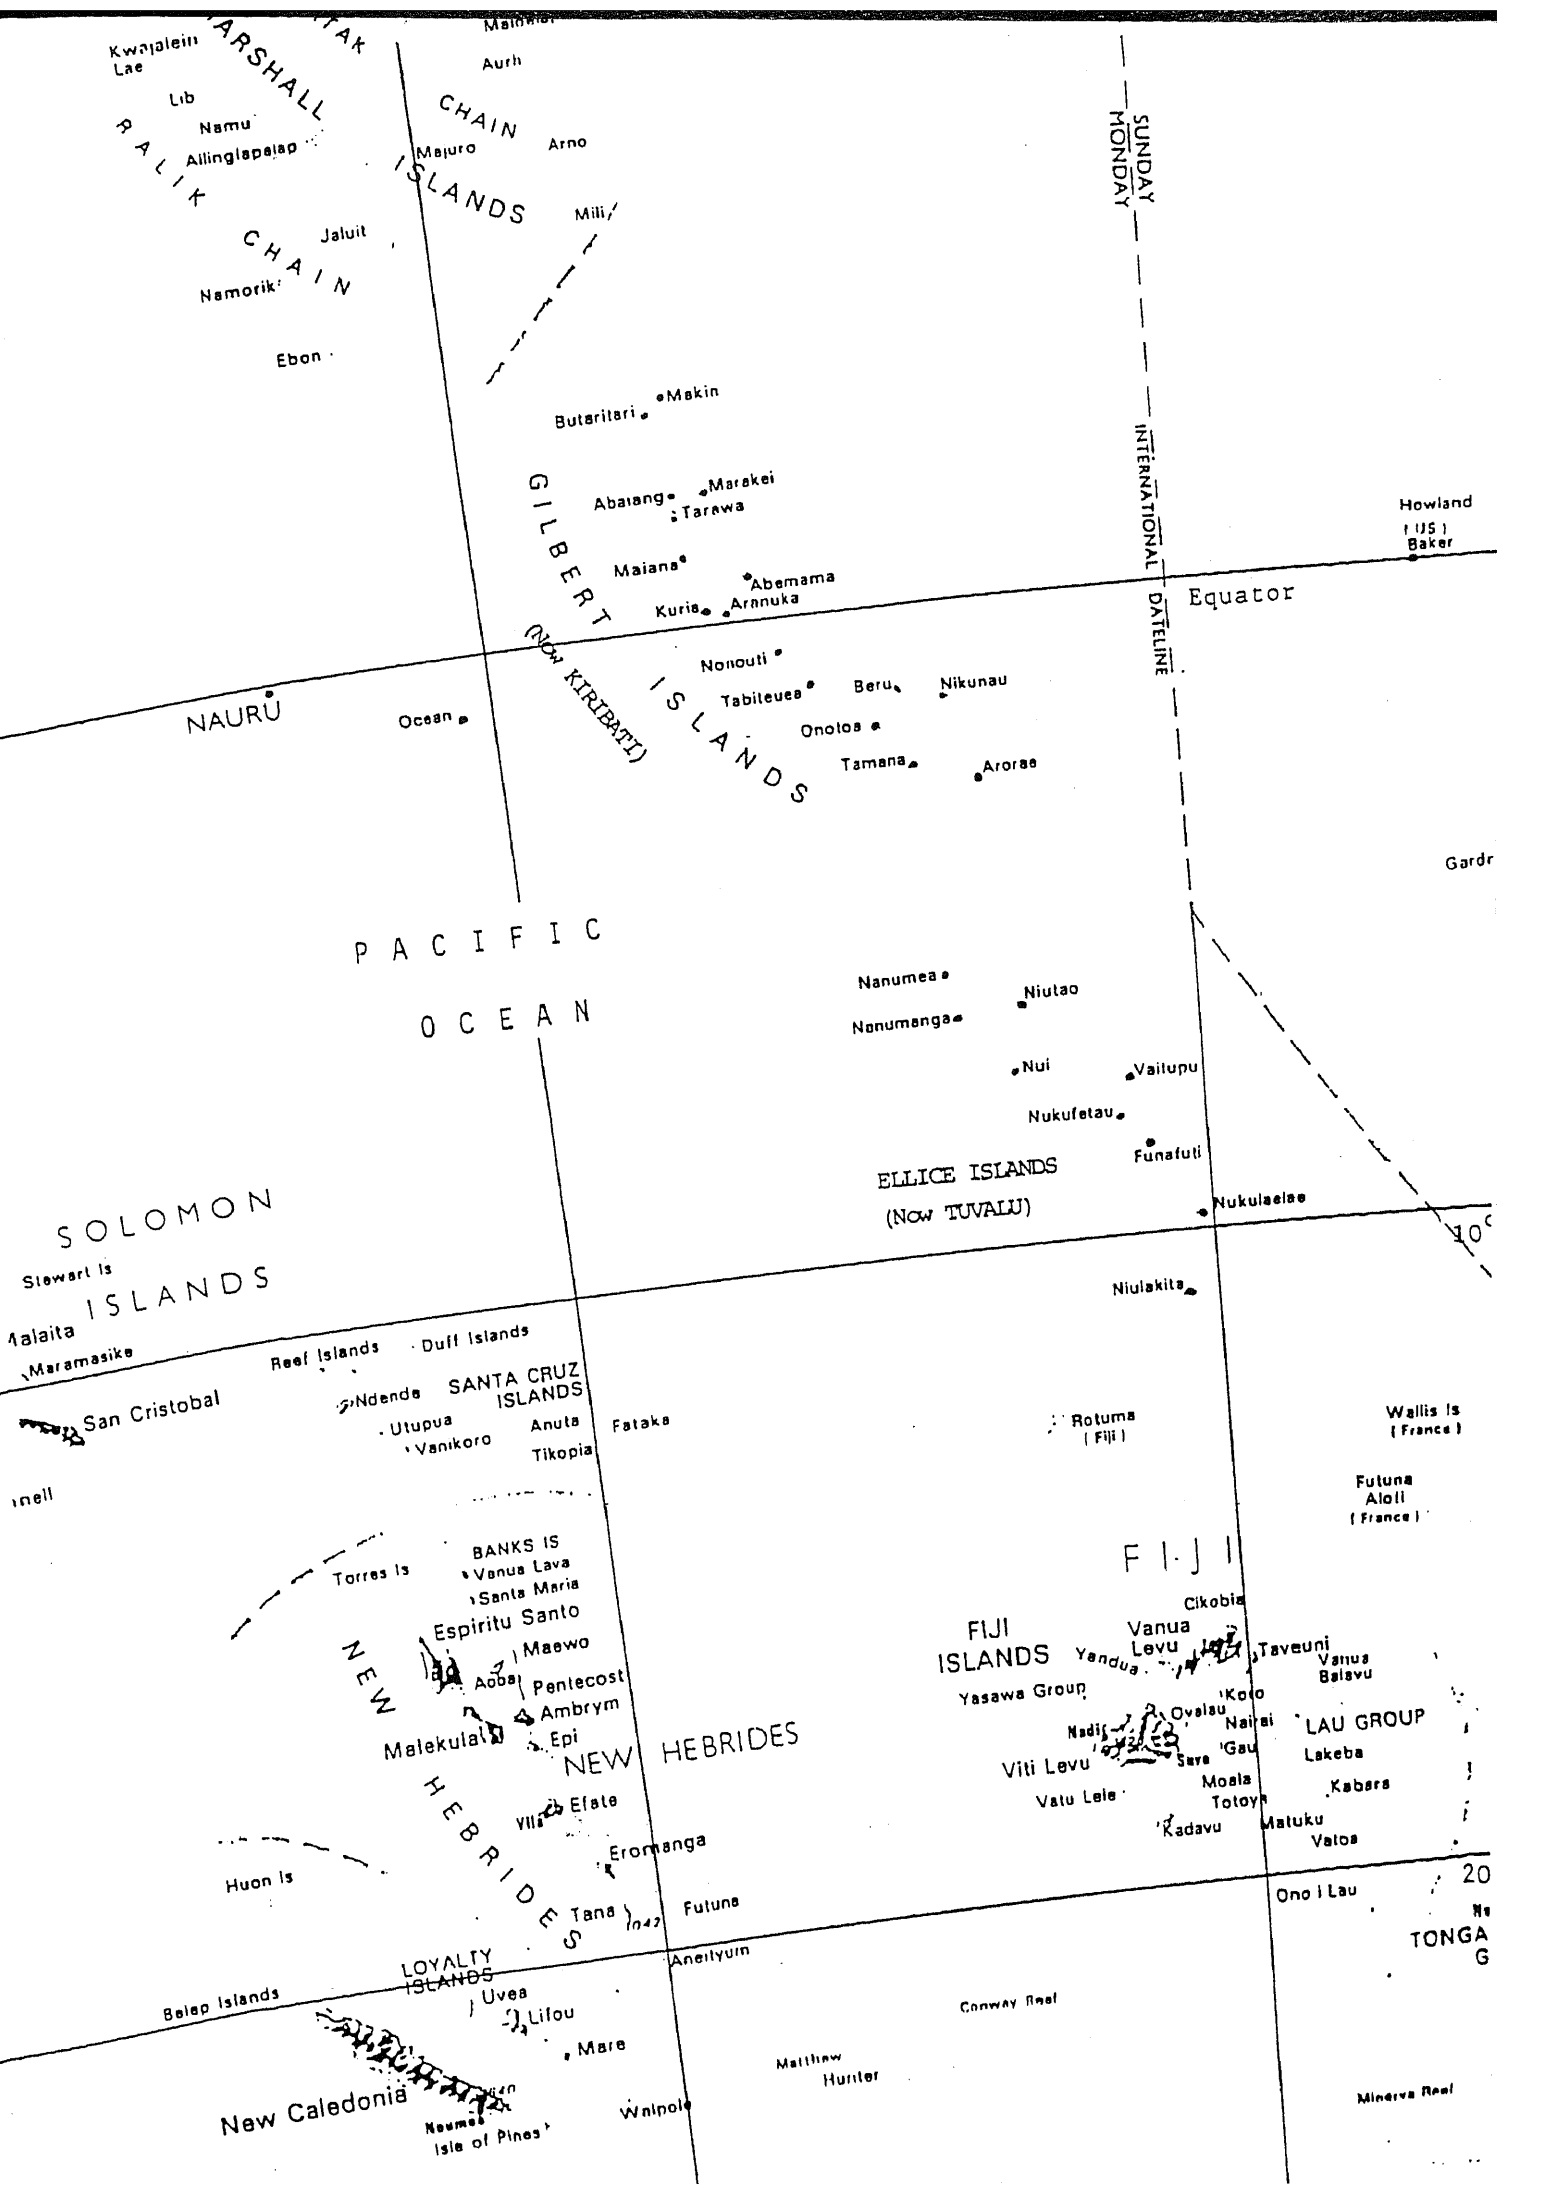 Kwajalein
Lae
Lib
Namu
Ailinglapalap
RALIK
CHAIN
ARSHALL
ISLANDS
TAK
CHAIN
Aurh
Majuro
Arno
Mili
Jaluit
Namorik
Ebon
SUNDAY
MONDAY
INTERNATIONAL DATELINE
Makin
Butaritari
Abaiang
Marakei
Tarawa
Maiana
Abemama
Kuria
Aranuka
GILBERT
ISLANDS
(Now KIRIBATI)
Howland
(US)
Baker
Equator
Nonouti
Tabiteuea
Beru
Nikunau
Onotoa
Tamana
Arorae
NAURU
Ocean
Gardr
PACIFIC
OCEAN
Nanumea
Niutao
Nanumanga
Nui
Vaitupu
Nukufetau
Funafuti
ELLICE ISLANDS
(Now TUVALU)
Nukulaelae
10°
Niulakita
SOLOMON
ISLANDS
Stewart Is
alaita
Maramasike
San Cristobal
nell
Reef Islands
Duff Islands
Ndende
SANTA CRUZ
ISLANDS
Utupua
Vanikoro
Anuta
Fataka
Tikopia
Rotuma
(Fiji)
Wallis Is
(France)
Futuna
Alofi
(France)
Torres Is
BANKS IS
Vanua Lava
Santa Maria
Espiritu Santo
Maewo
Aoba
Pentecost
Ambrym
Malekula
Epi
NEW HEBRIDES
NEW HEBRIDES
Vila
Efate
Eromanga
Tana
Futuna
Aneityum
FIJI
Cikobia
FIJI
ISLANDS
Vanua
Levu
Yandua
Taveuni
Vanua
Balavu
Yasawa Group
Koro
Ovalau
Nadi
Nairai
LAU GROUP
Viti Levu
Suva
Gau
Lakeba
Vatu Lele
Moala
Totoya
Kabara
Kadavu
Matuku
Vatoa
20
Ono I Lau
TONGA
G
Huon Is
LOYALTY
ISLANDS
Belep Islands
Uvea
Lifou
Mare
New Caledonia
Noumea
Isle of Pines
Walpole
Matthew
Hunter
Conway Reef
Minerva Reef